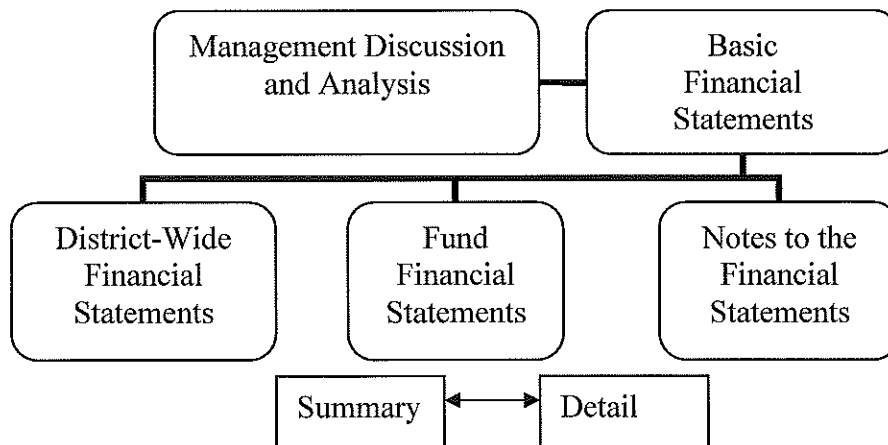 Management Discussion
and Analysis
Basic
Financial
Statements
District-Wide
Financial
Statements
Fund
Financial
Statements
Notes to the
Financial
Statements
Summary
Detail